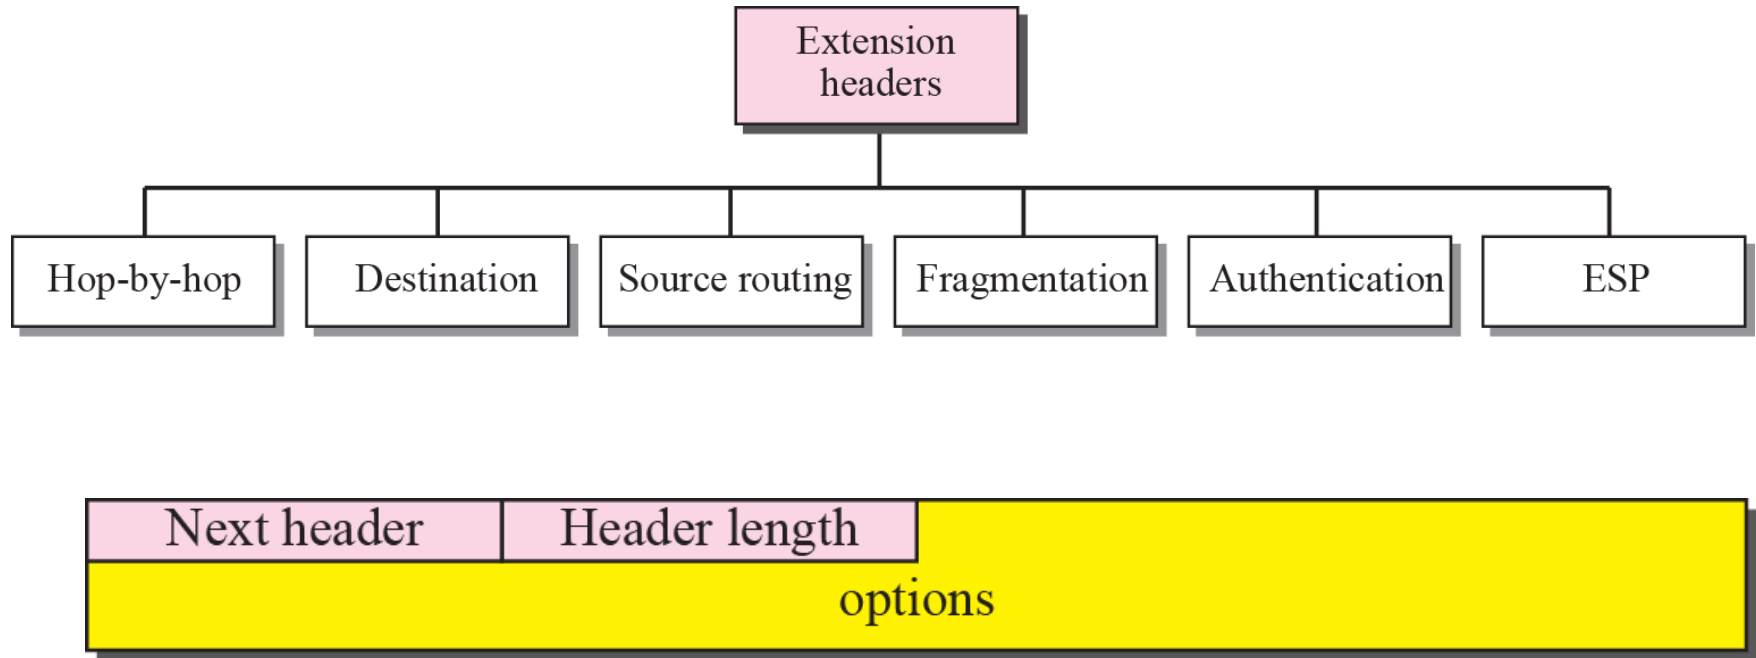 Extension
headers
Hop-by-hop
Destination
Source routing
Fragmentation
Authentication
ESP
Next header
Header length
options